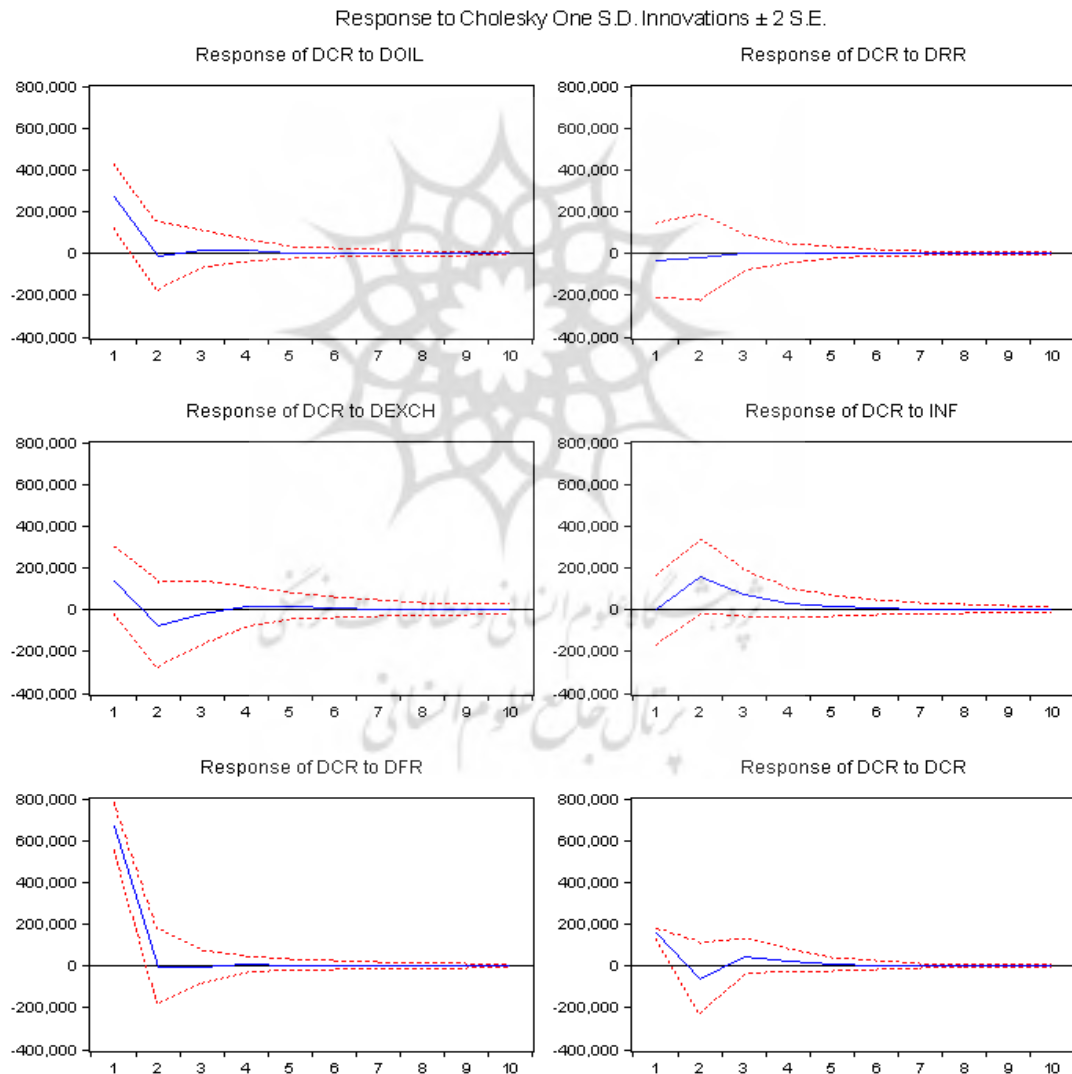 Response to Cholesky One S.D. Innovations ± 2 S.E.
Response of DCR to DOIL
800,000
600,000
400,000
200,000
0
-200,000
-400,000
1 2 3 4 5 6 7 8 9 10
Response of DCR to DRR
800,000
600,000
400,000
200,000
0
-200,000
-400,000
1 2 3 4 5 6 7 8 9 10
Response of DCR to DEXCH
800,000
600,000
400,000
200,000
0
-200,000
-400,000
1 2 3 4 5 6 7 8 9 10
Response of DCR to INF
800,000
600,000
400,000
200,000
0
-200,000
-400,000
1 2 3 4 5 6 7 8 9 10
پژوهشگاه علوم انسانی و مطالعات فرهنگی
پرتال جامع علوم انسانی
Response of DCR to DFR
800,000
600,000
400,000
200,000
0
-200,000
-400,000
1 2 3 4 5 6 7 8 9 10
Response of DCR to DCR
800,000
600,000
400,000
200,000
0
-200,000
-400,000
1 2 3 4 5 6 7 8 9 10